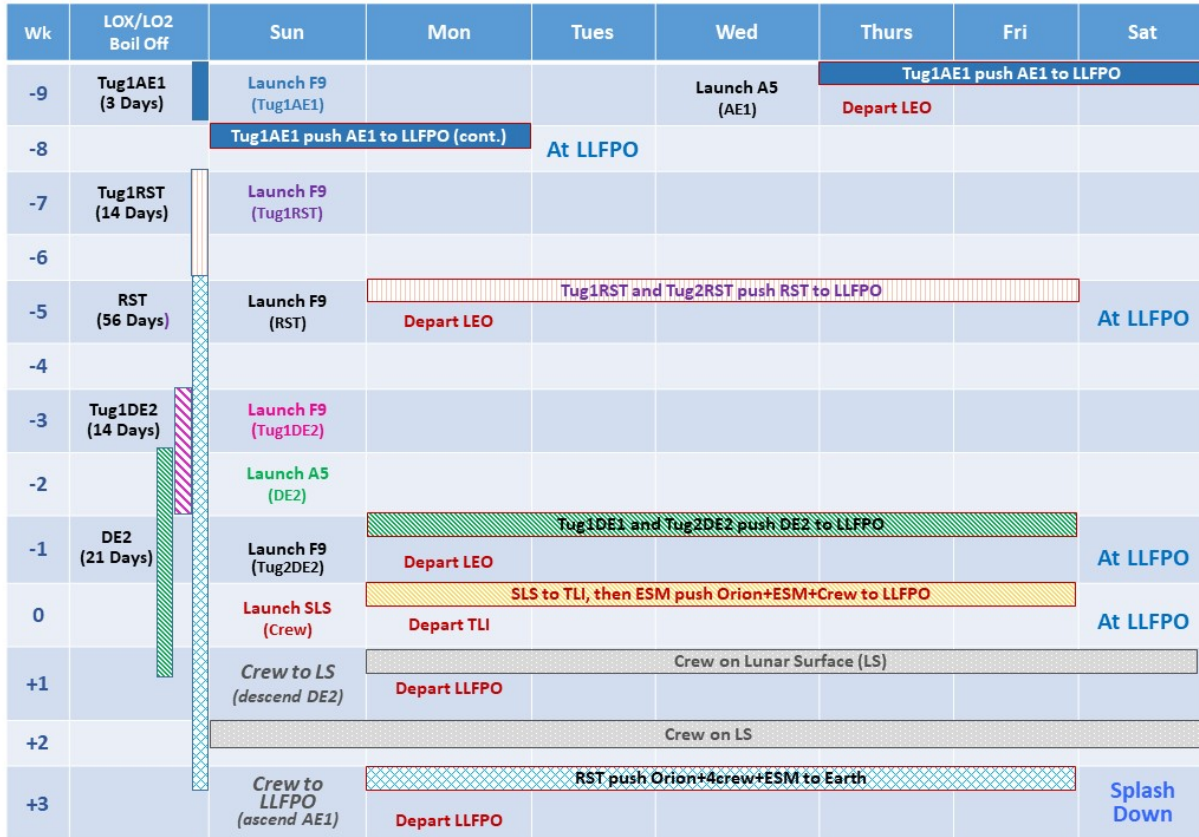 Wk LOX/LO2 Boil Off Sun Mon Tues Wed Thurs Fri Sat
-9
Tug1AE1
(3 Days)
Launch F9
(Tug1AE1)
Launch A5
(AE1)
Tug1AE1 push AE1 to LLFPO
Depart LEO
-8
Tug1AE1 push AE1 to LLFPO (cont.)
At LLFPO
-7
Tug1RST
(14 Days)
Launch F9
(Tug1RST)
-6
-5
RST
(56 Days)
Launch F9
(RST)
Tug1RST and Tug2RST push RST to LLFPO
Depart LEO
At LLFPO
-4
-3
Tug1DE2
(14 Days)
Launch F9
(Tug1DE2)
-2
Launch A5
(DE2)
-1
DE2
(21 Days)
Launch F9
(Tug2DE2)
Tug1DE1 and Tug2DE2 push DE2 to LLFPO
Depart LEO
At LLFPO
0
Launch SLS
(Crew)
SLS to TLI, then ESM push Orion+ESM+Crew to LLFPO
Depart TLI
At LLFPO
+1
Crew to LS
(descend DE2)
Crew on Lunar Surface (LS)
Depart LLFPO
+2
Crew on LS
+3
Crew to
LLFPO
(ascend AE1)
RST push Orion+4crew+ESM to Earth
Depart LLFPO
Splash
Down